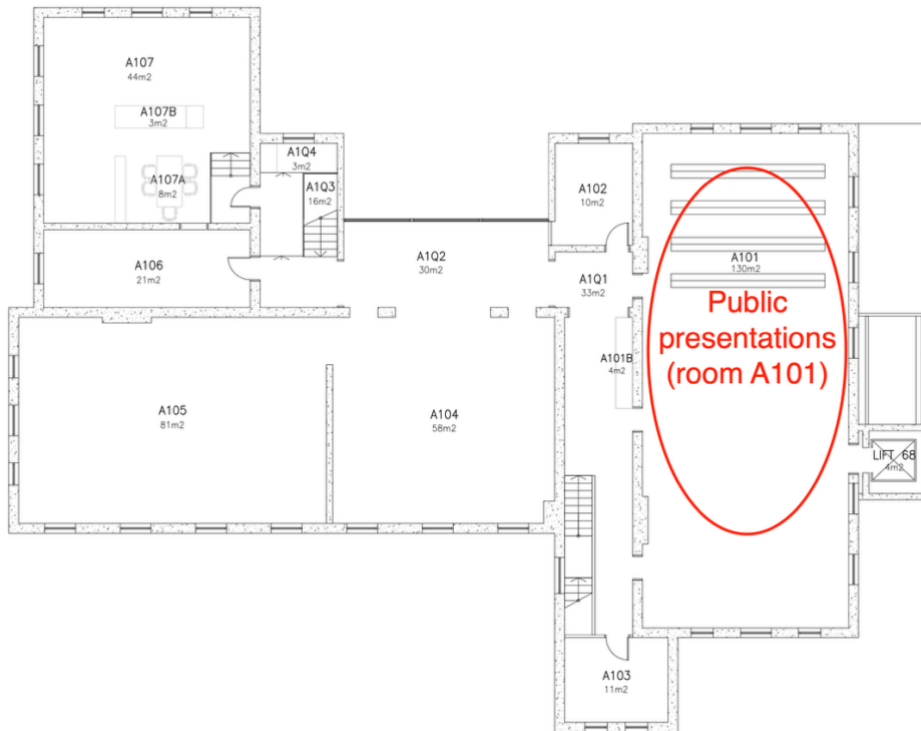 A107
44m2
A107B
3m2
A107A
8m2
A1Q4
3m2
A1Q3
16m2
A102
10m2
A106
21m2
A1Q2
30m2
A1Q1
33m2
A101
130m2
Public
presentations
(room A101)
A101B
4m2
A105
81m2
A104
58m2
LIFT 68
4m2
A103
11m2